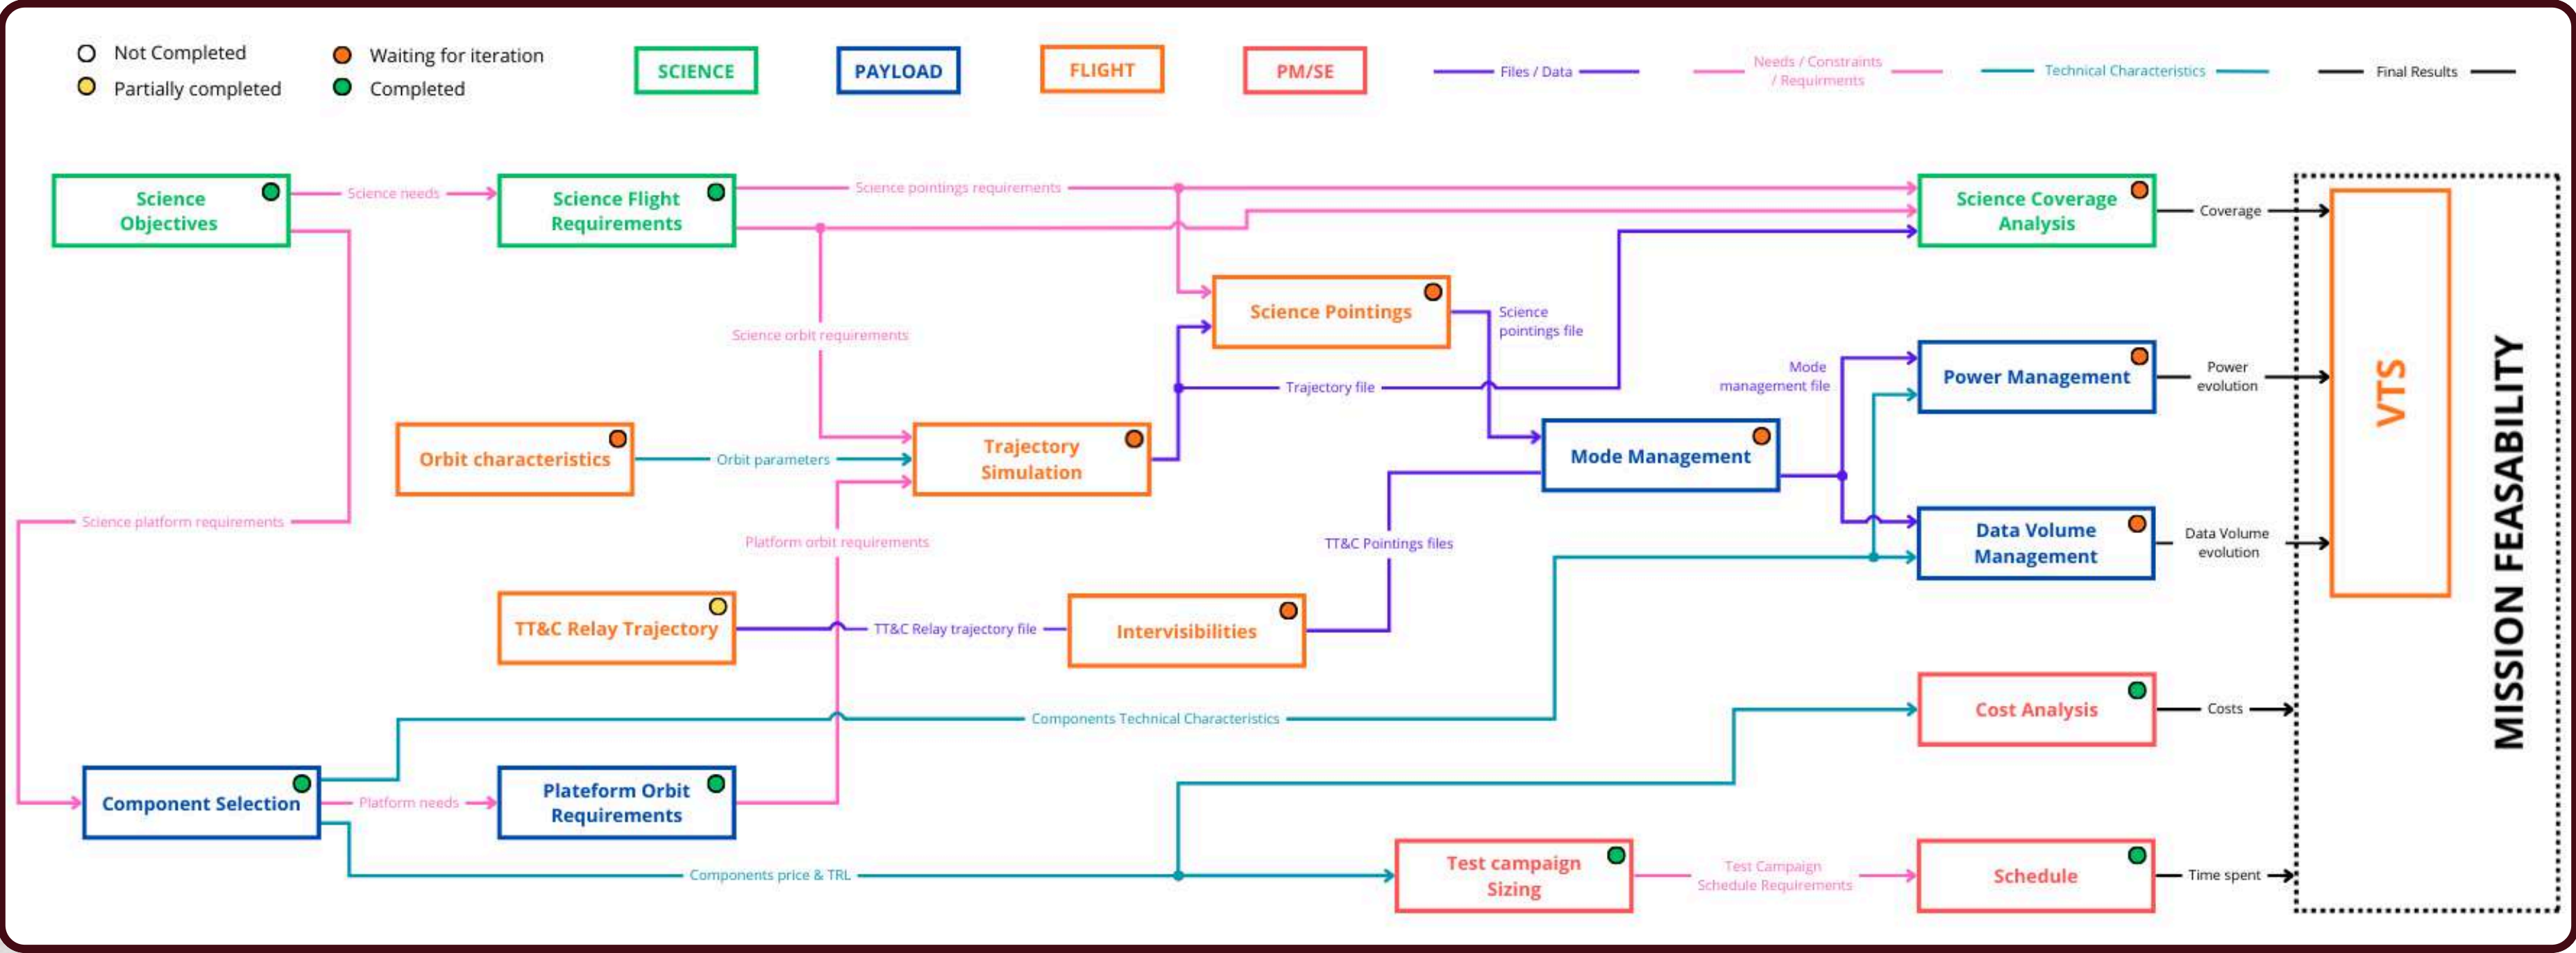 Not Completed
Partially completed
Waiting for iteration
Completed
SCIENCE
PAYLOAD
FLIGHT
PM/SE
Files / Data
Needs / Constraints
/ Requirments
Technical Characteristics
Final Results
Science
Objectives
Science needs
Science Flight
Requirements
Science pointings requirements
Science Coverage
Analysis
Coverage
Science Pointings
Science
pointings file
Science orbit requirements
Trajectory file
Mode
management file
Power Management
Power
evolution
VTS
MISSION FEASABILITY
Orbit characteristics
Orbit parameters
Trajectory
Simulation
Mode Management
Science platform requirements
Platform orbit requirements
TT&C Pointings files
Data Volume
Management
Data Volume
evolution
TT&C Relay Trajectory
TT&C Relay trajectory file
Intervisibilities
Components Technical Characteristics
Cost Analysis
Costs
Component Selection
Platform needs
Plateform Orbit
Requirements
Components price & TRL
Test campaign
Sizing
Test Campaign
Schedule Requirements
Schedule
Time spent